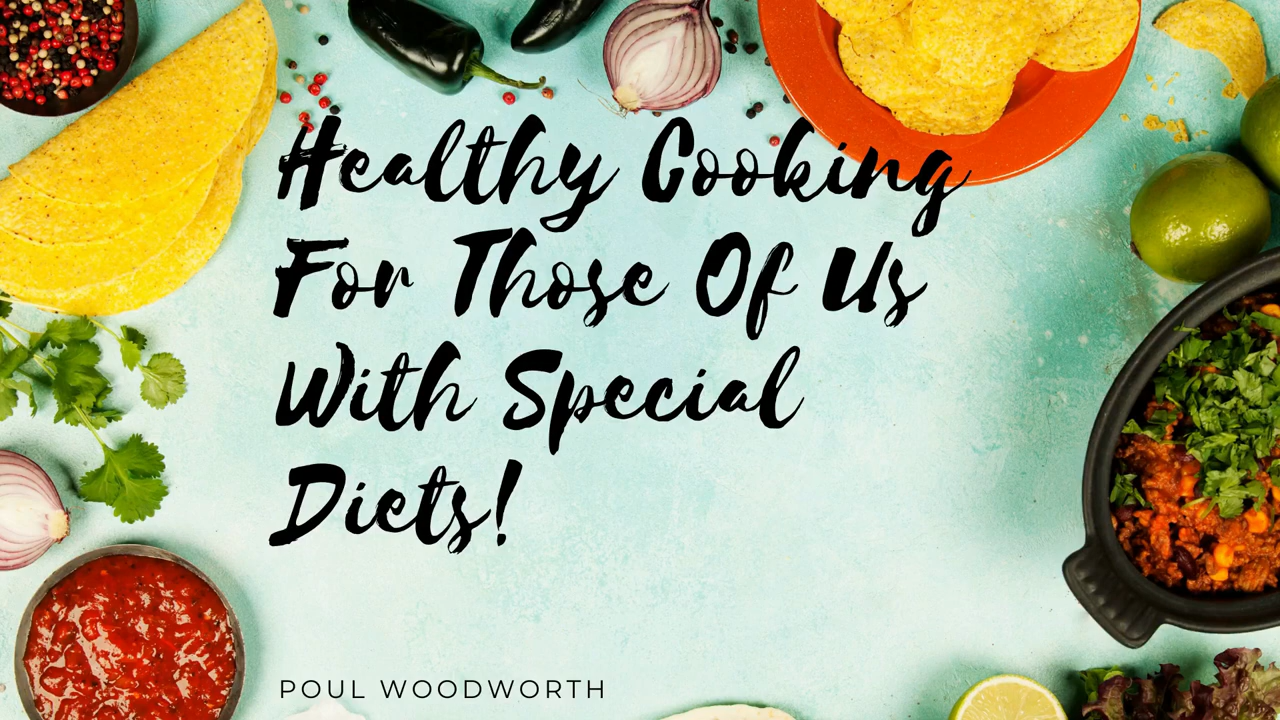 Healthy Cooking
For Those Of Us
With Special
Diets!
POUL WOODWORTH